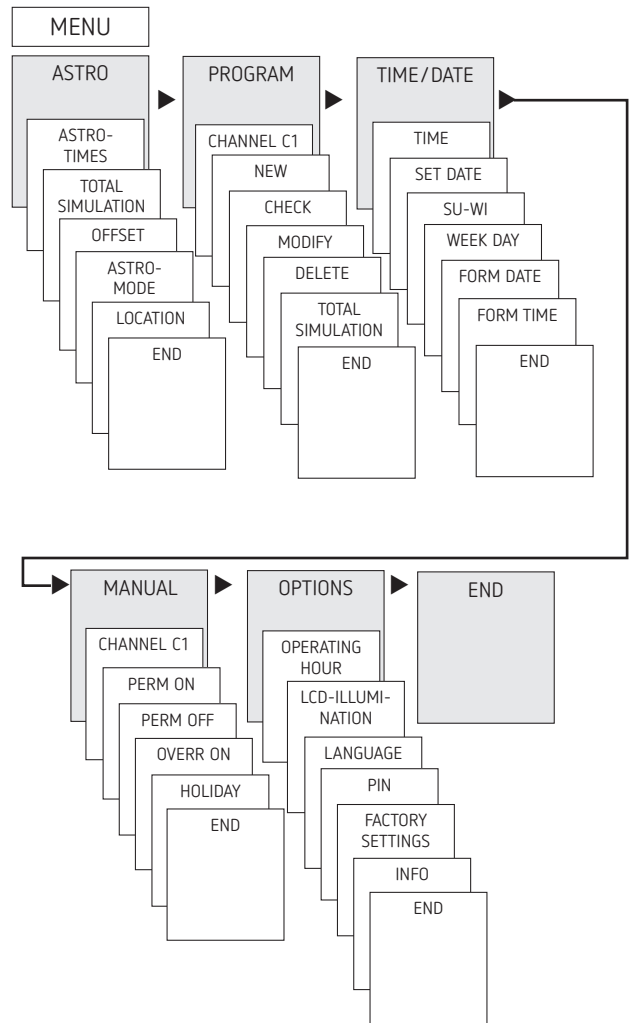 MENU
ASTRO
ASTRO-
TIMES
TOTAL
SIMULATION
OFFSET
ASTRO-
MODE
LOCATION
END
PROGRAM
CHANNEL C1
NEW
CHECK
MODIFY
DELETE
TOTAL
SIMULATION
END
TIME/DATE
TIME
SET DATE
SU-WI
WEEK DAY
FORM DATE
FORM TIME
END
MANUAL
CHANNEL C1
PERM ON
PERM OFF
OVERR ON
HOLIDAY
END
OPTIONS
OPERATING
HOUR
LCD-ILLUMI-
NATION
LANGUAGE
PIN
FACTORY
SETTINGS
INFO
END
END